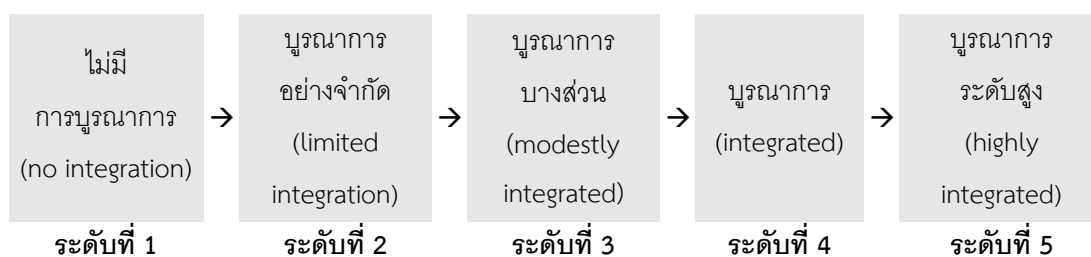 ไม่มี
การบูรณาการ
(no integration)
→
บูรณาการ
อย่างจำกัด
(limited
integration)
→
บูรณาการ
บางส่วน
(modestly
integrated)
→
บูรณาการ
(integrated)
→
บูรณาการ
ระดับสูง
(highly
integrated)
ระดับที่ 1
ระดับที่ 2
ระดับที่ 3
ระดับที่ 4
ระดับที่ 5